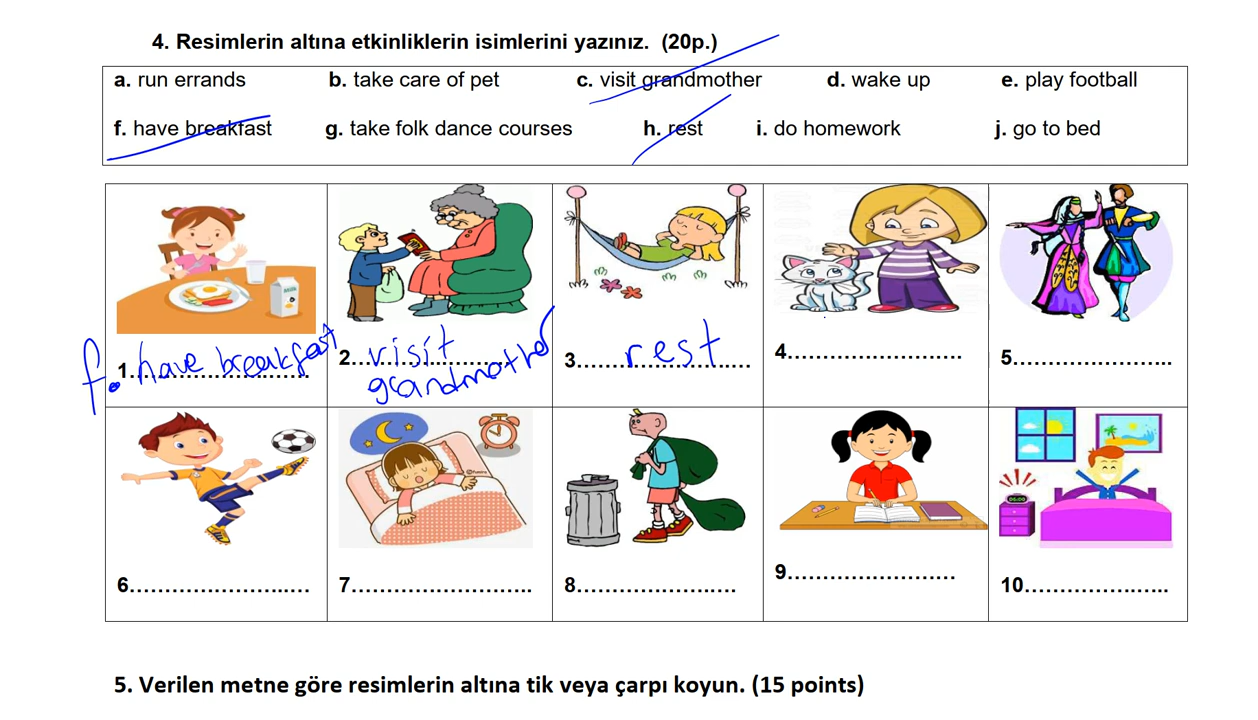 4. Resimlerin altına etkinliklerin isimlerini yazınız. (20p.)
a. run errands b. take care of pet c. visit grandmother d. wake up e. play football
f. have breakfast g. take folk dance courses h. rest i. do homework j. go to bed
f. 1. have breakfast
2...visit
grandmother
3......rest......
4...........................
5...........................
6...........................
7...........................
8...........................
9...........................
10.........................
5. Verilen metne göre resimlerin altına tik veya çarpı koyun. (15 points)